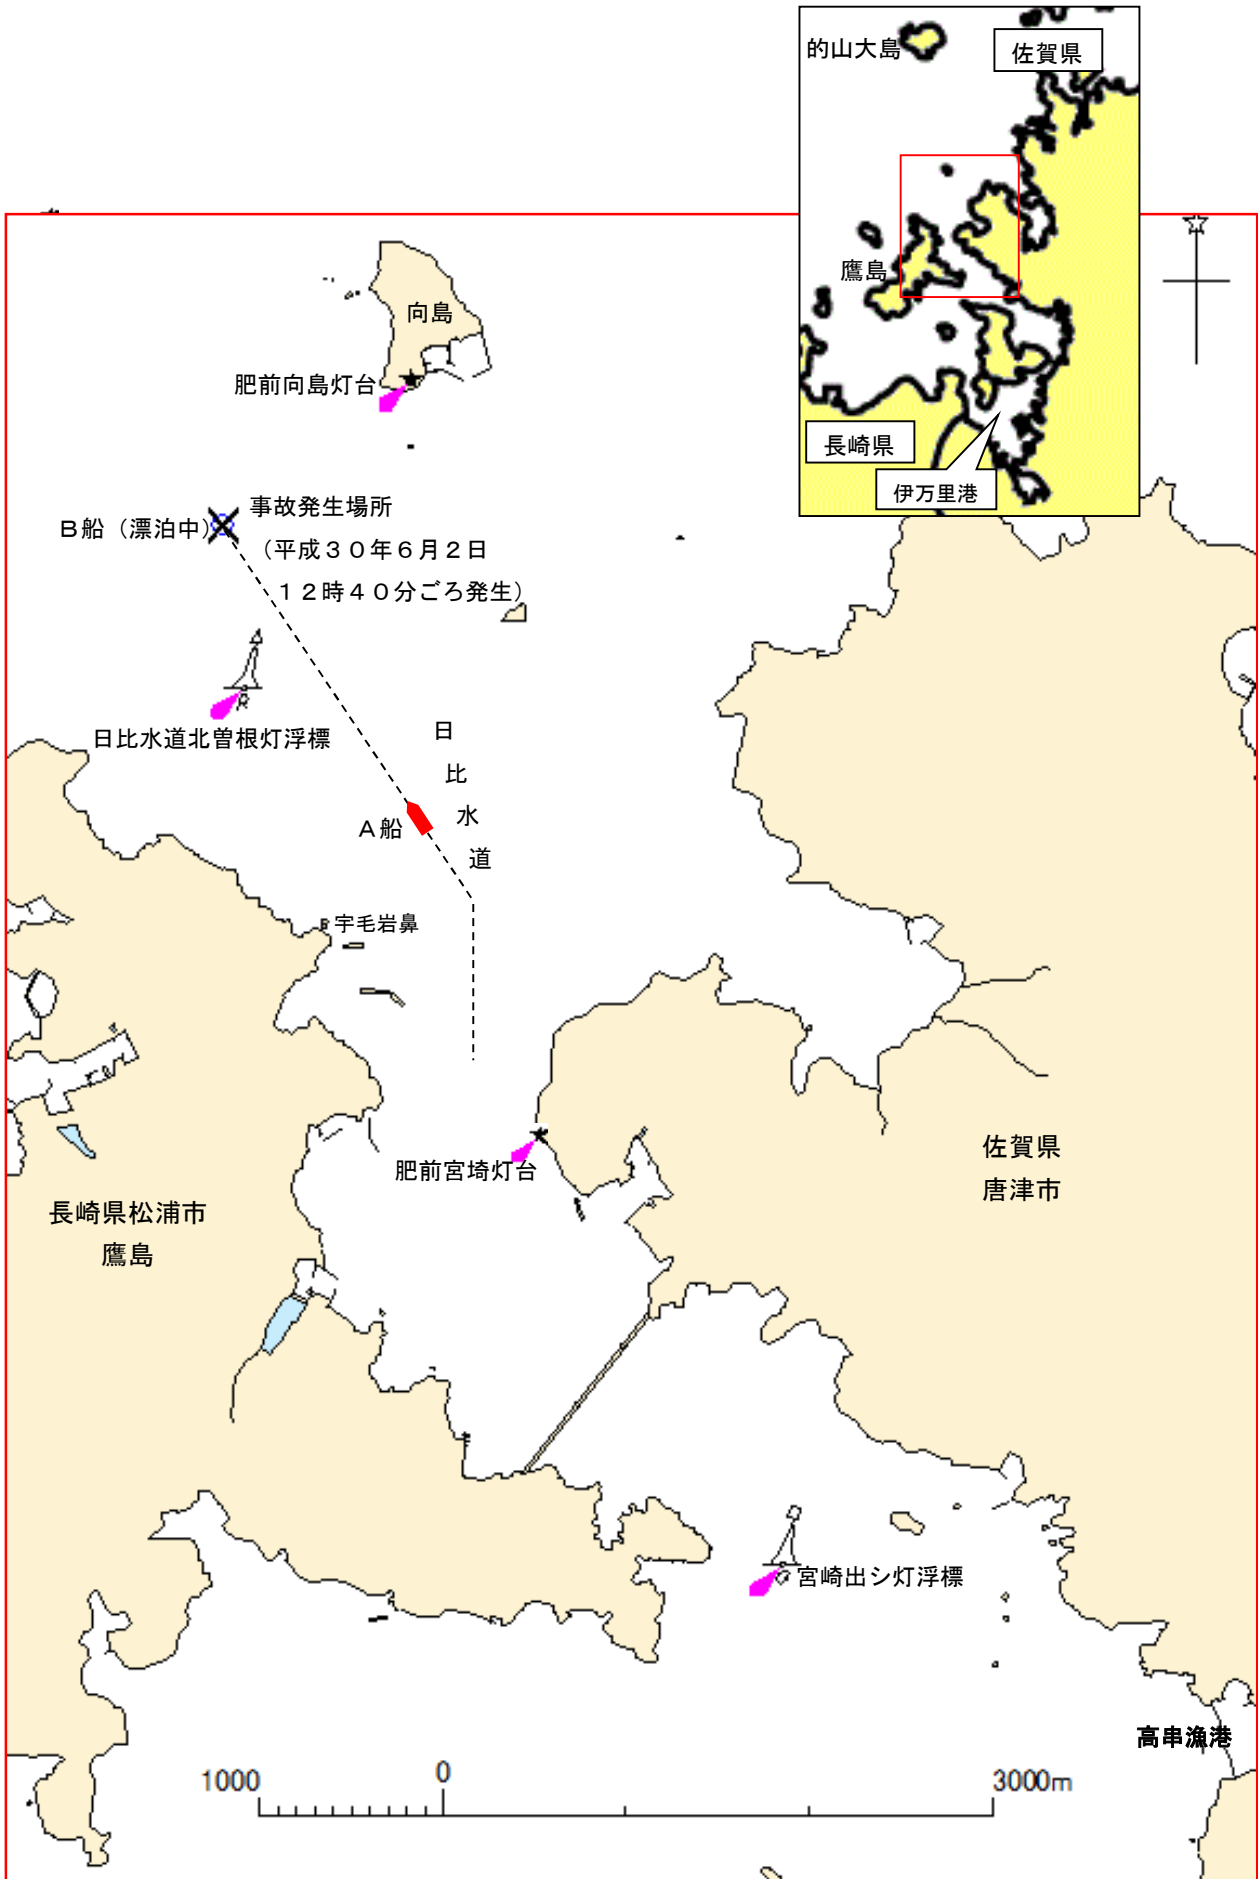 的山大島
佐賀県
鷹島
長崎県
伊万里港
向島
肥前向島灯台
B船（漂泊中）
事故発生場所
（平成３０年６月２日
１２時４０分ごろ発生）
日比水道北曽根灯浮標
日
比
水
道
A船
宇毛岩鼻
肥前宮埼灯台
佐賀県
唐津市
長崎県松浦市
鷹島
宮崎出シ灯浮標
高串漁港
1000 0 3000m